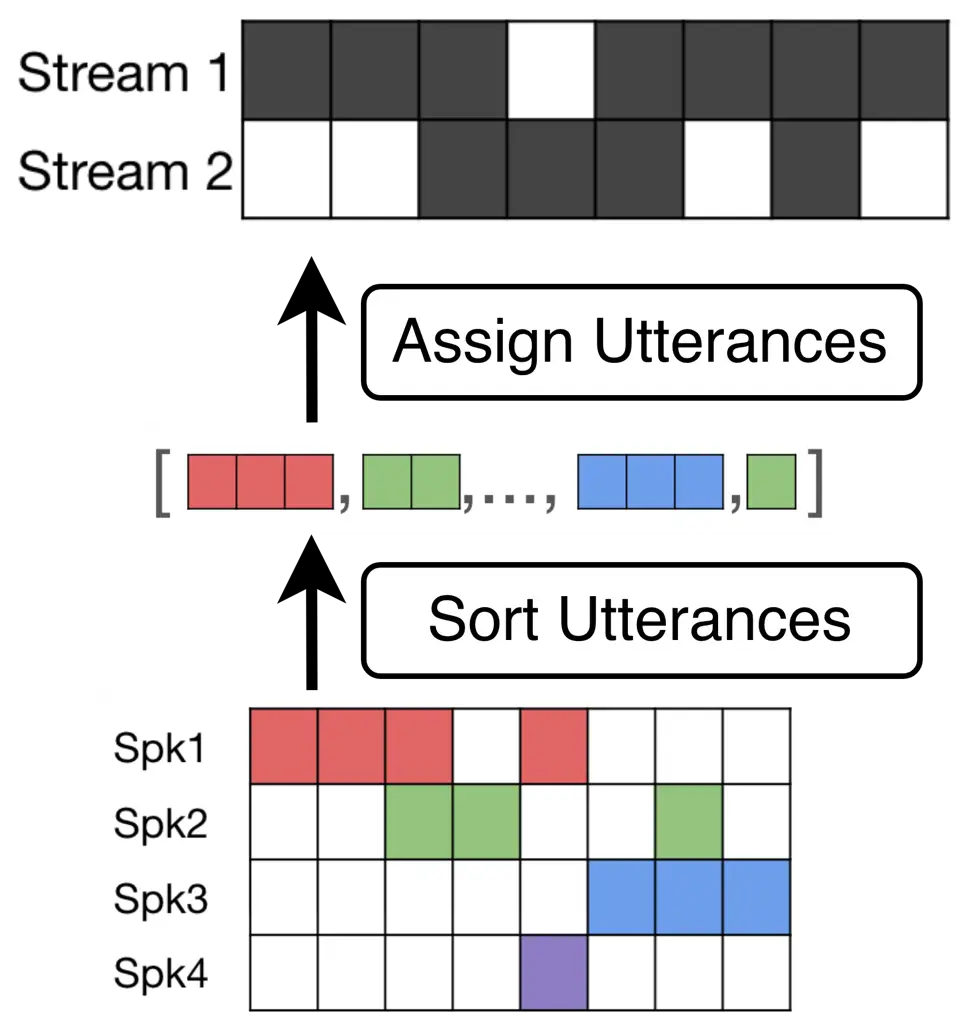 Stream 1
Stream 2
Assign Utterances
[ , ,..., , ]
Sort Utterances
Spk1
Spk2
Spk3
Spk4